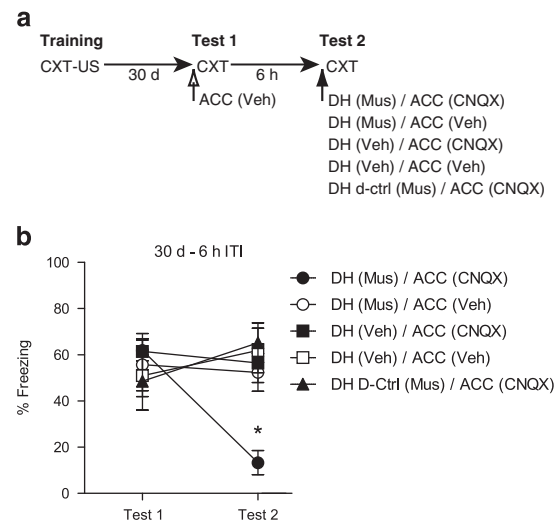 a
Training
Test 1
Test 2
CXT-US
30 d
CXT
6 h
CXT
ACC (Veh)
DH (Mus) / ACC (CNQX)
DH (Mus) / ACC (Veh)
DH (Veh) / ACC (CNQX)
DH (Veh) / ACC (Veh)
DH d-ctrl (Mus) / ACC (CNQX)
b
30 d - 6 h ITI
% Freezing
100
80
60
40
20
0
*
Test 1
Test 2
DH (Mus) / ACC (CNQX)
DH (Mus) / ACC (Veh)
DH (Veh) / ACC (CNQX)
DH (Veh) / ACC (Veh)
DH D-Ctrl (Mus) / ACC (CNQX)